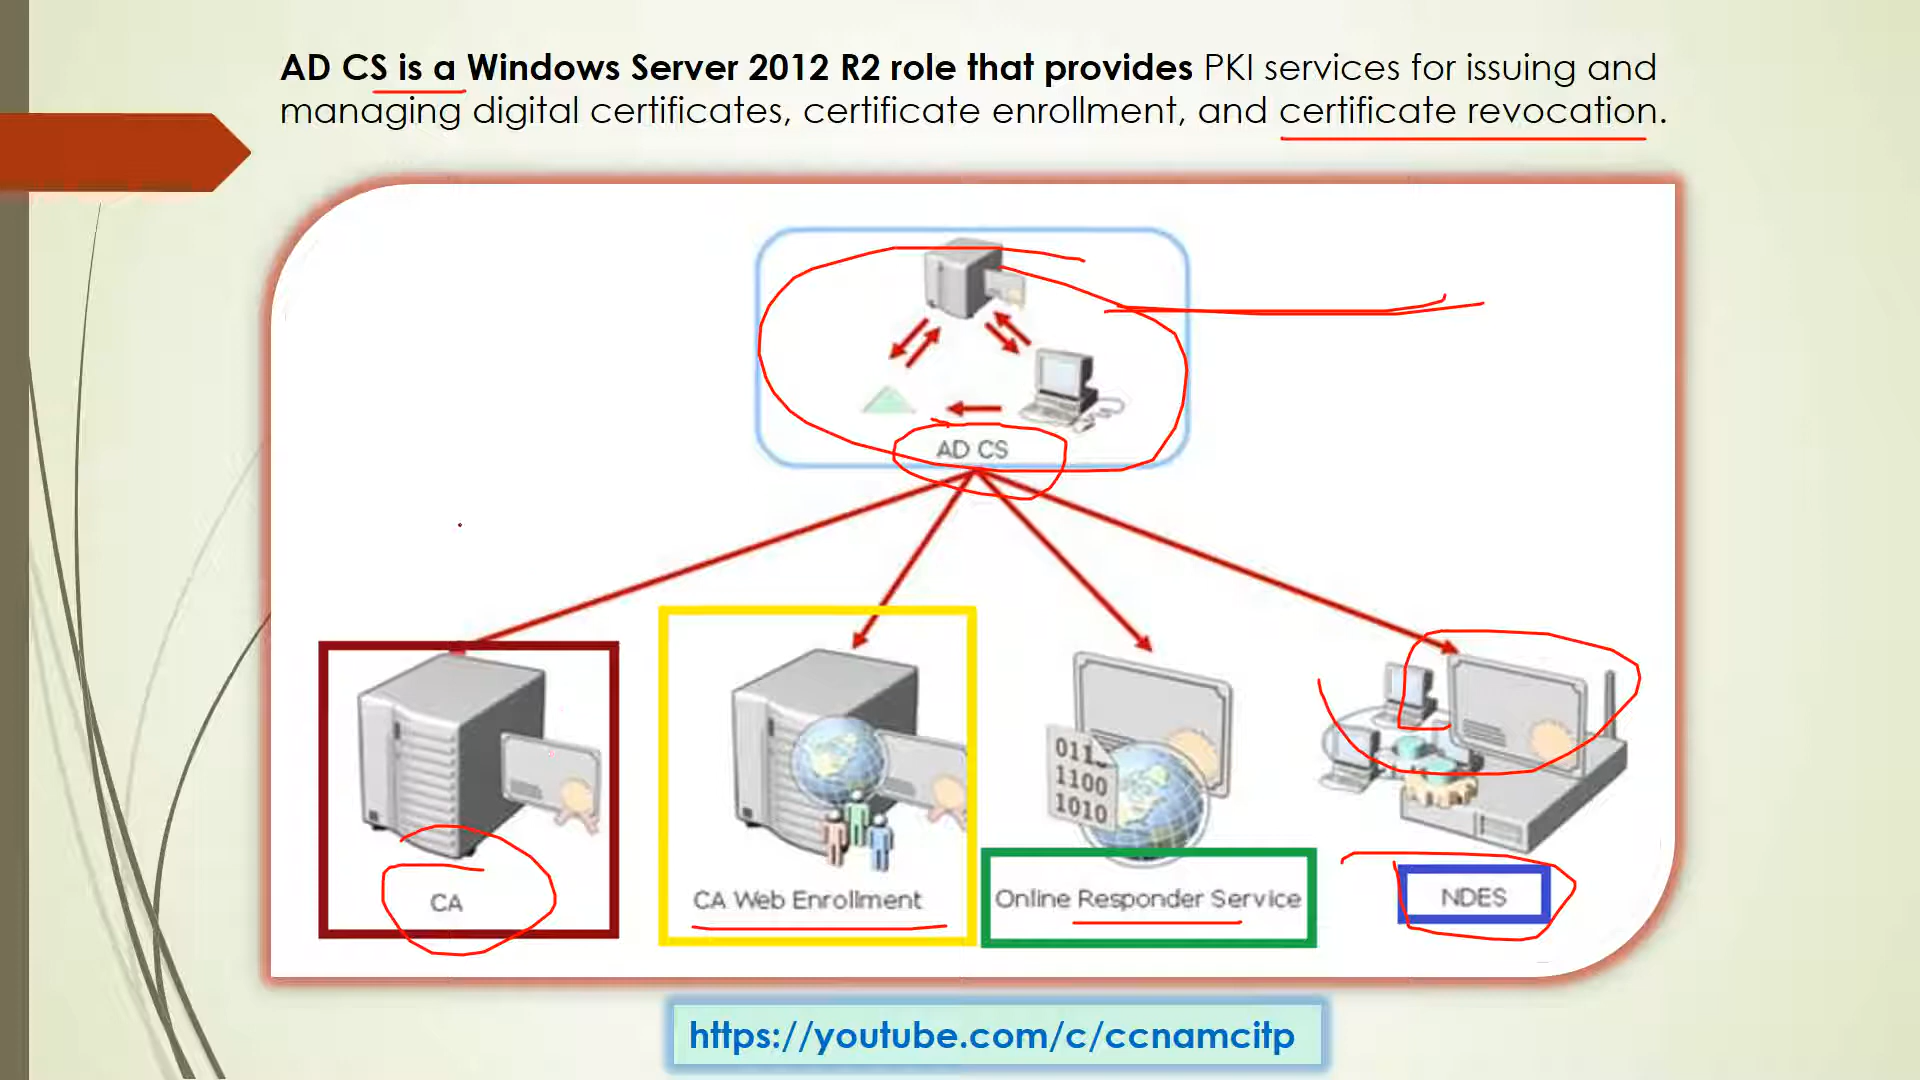 AD CS is a Windows Server 2012 R2 role that provides PKI services for issuing and
managing digital certificates, certificate enrollment, and certificate revocation.
AD CS
011
1100
1010
CA
CA Web Enrollment
Online Responder Service
NDES
https://youtube.com/c/ccnamcitp